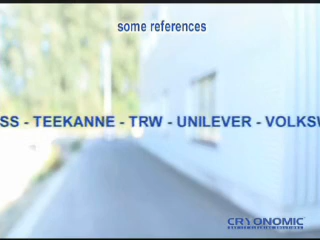 some references
SS - TEEKANNE - TRW - UNILEVER - VOLKSW
CRYONOMIC